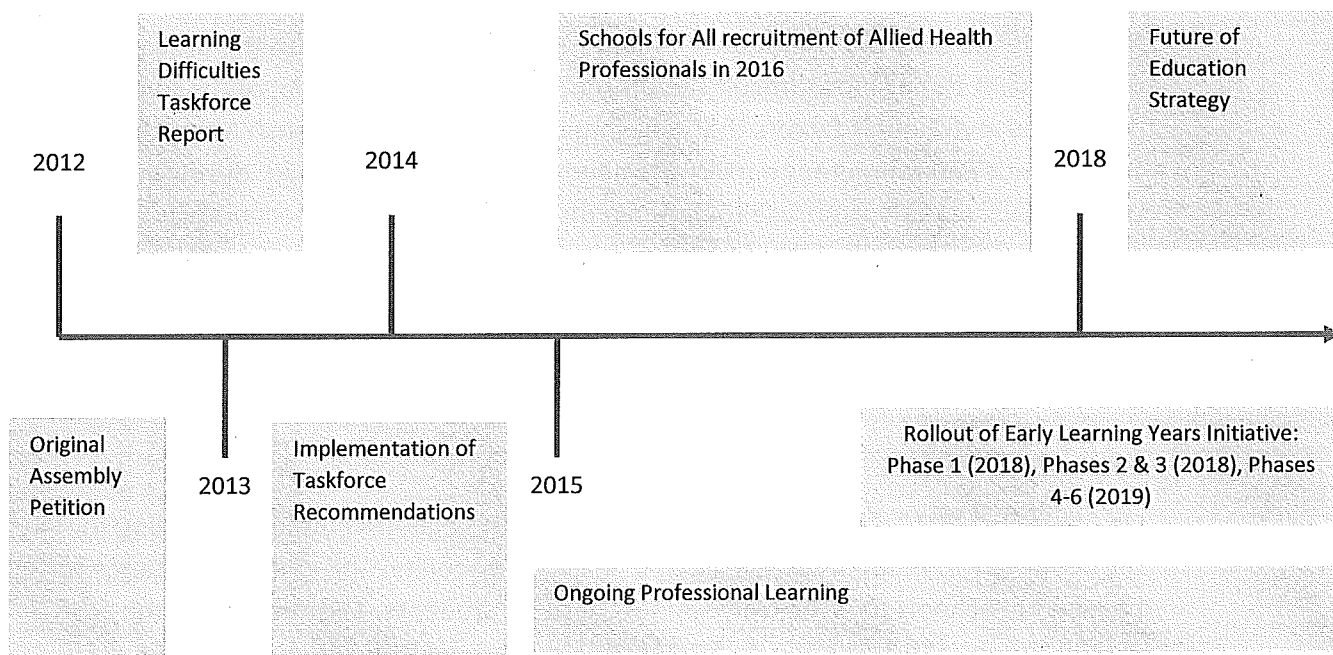 Learning
Difficulties
Taskforce
Report
Schools for All recruitment of Allied Health
Professionals in 2016
Future of
Education
Strategy
2012
2014
2018
Original
Assembly
Petition
2013
Implementation of
Taskforce
Recommendations
2015
Rollout of Early Learning Years Initiative:
Phase 1 (2018), Phases 2 & 3 (2018), Phases
4-6 (2019)
Ongoing Professional Learning